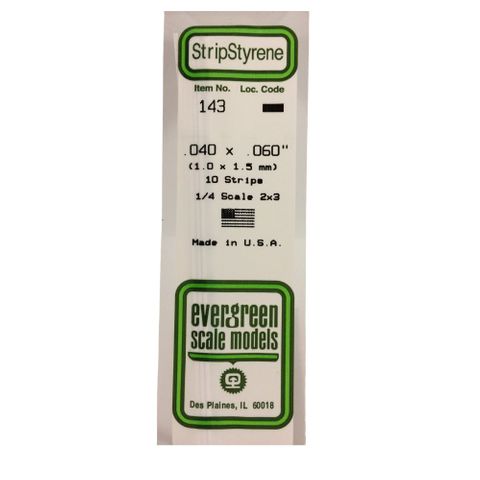 StripStyrene
Item No. Loc. Code
143
.040 x .060"
(1.0 x 1.5 mm)
10 Strips
1/4 Scale 2x3
Made in U.S.A.
evergreen
scale models
Des Plaines, IL 60018